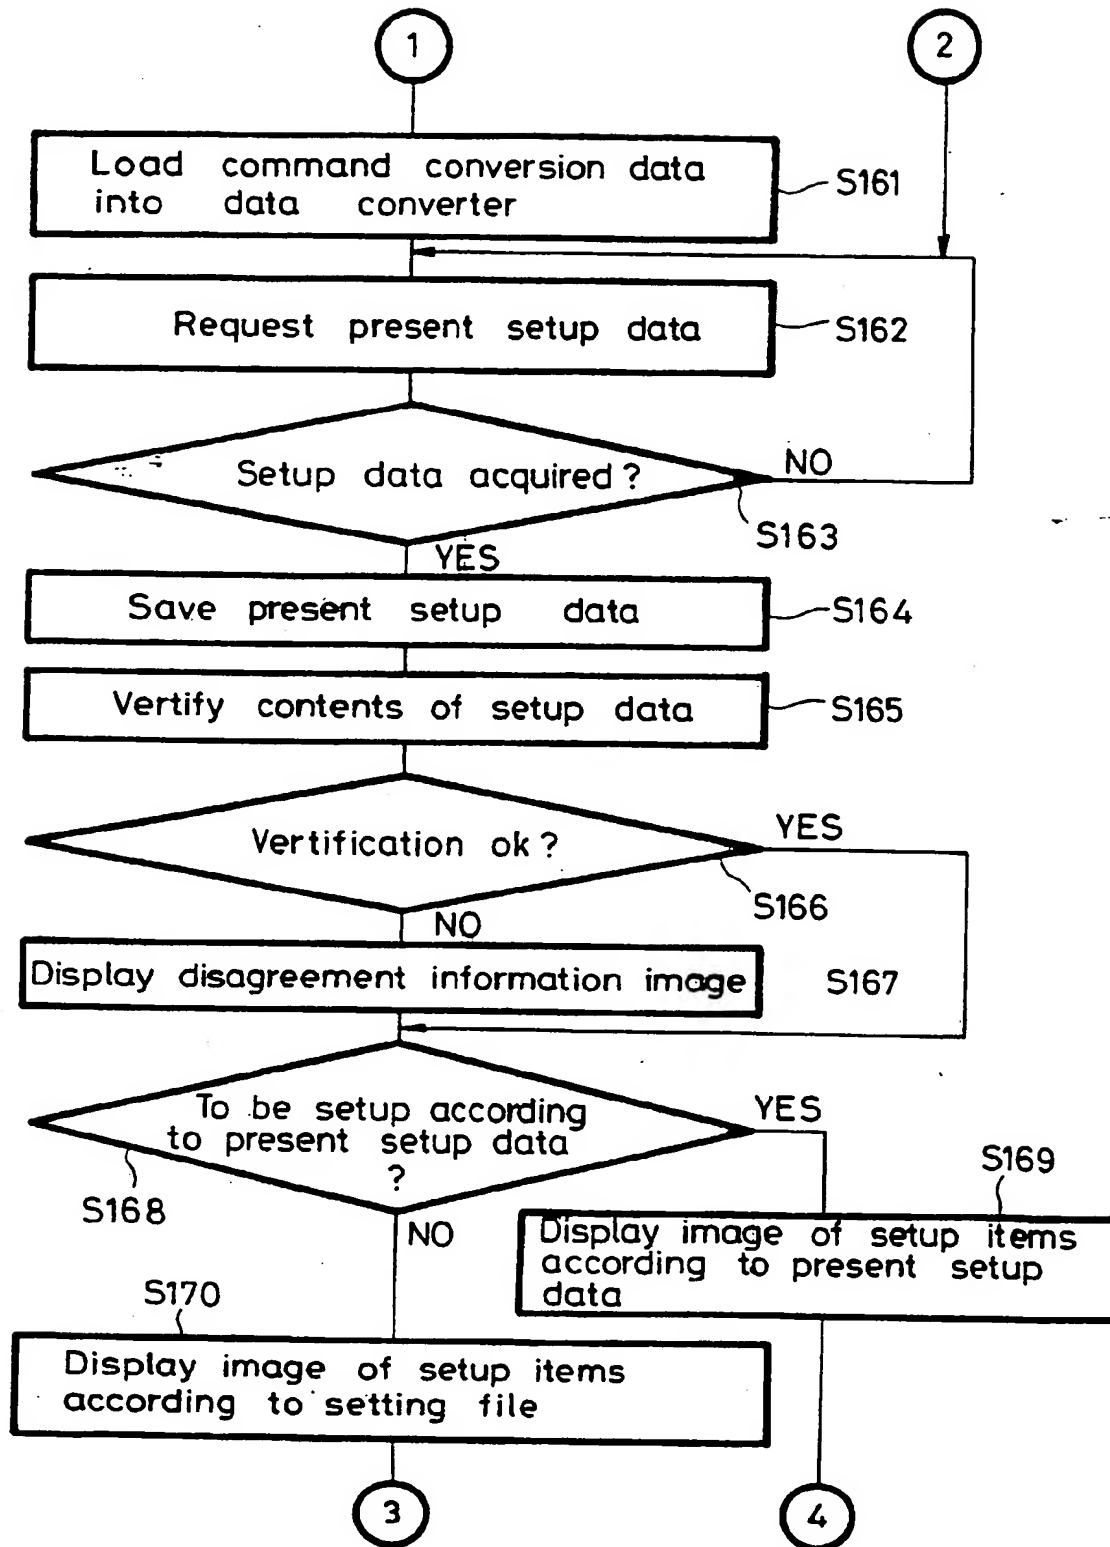 1
2
Load command conversion data
into data converter
S161
Request present setup data
S162
Setup data acquired ?
NO
S163
YES
Save present setup data
S164
Vertify contents of setup data
S165
Vertification ok ?
YES
S166
NO
Display disagreement information image
S167
To be setup according
to present setup data
?
YES
S168
NO
S169
Display image of setup items
according to present setup
data
S170
Display image of setup items
according to setting file
3
4